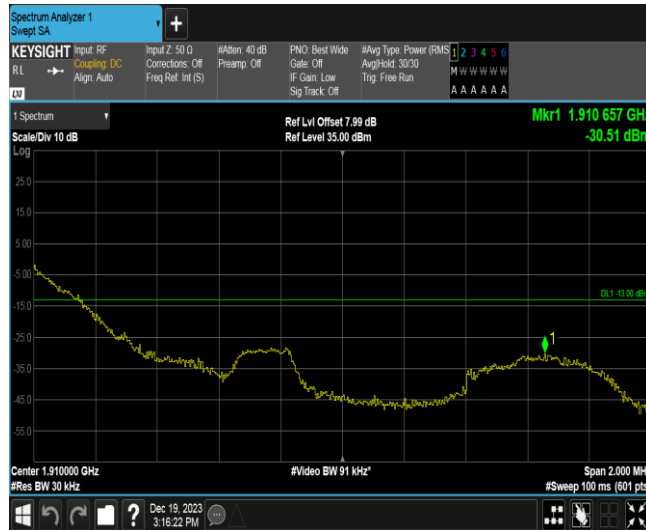 Spectrum Analyzer 1
Swept SA
+
KEYSIGHT Input: RF Input Z: 50 Ω #Atten: 40 dB PNO: Best Wide #Avg Type: Power (RMS 1 2 3 4 5 6
RL Coupling: DC Corrections: Off Preamp: Off Gate: Off Avg|Hold: 30/30 M W W W W W
Align: Auto Freq Ref: Int (S) IF Gain: Low Trig: Free Run
LXI Sig Track: Off A A A A A A
1 Spectrum Ref Lvl Offset 7.99 dB Mkr1 1.910 657 GHz
Scale/Div 10 dB Ref Level 35.00 dBm -30.51 dBm
Log
25.0
15.0
5.00
-5.00
DL1 -13.00 dBm
-15.0
-25.0
1
-35.0
-45.0
-55.0
Center 1.910000 GHz #Video BW 91 kHz* Span 2.000 MH
#Res BW 30 kHz #Sweep 100 ms (601 pts
? Dec 19, 2023
3:16:22 PM